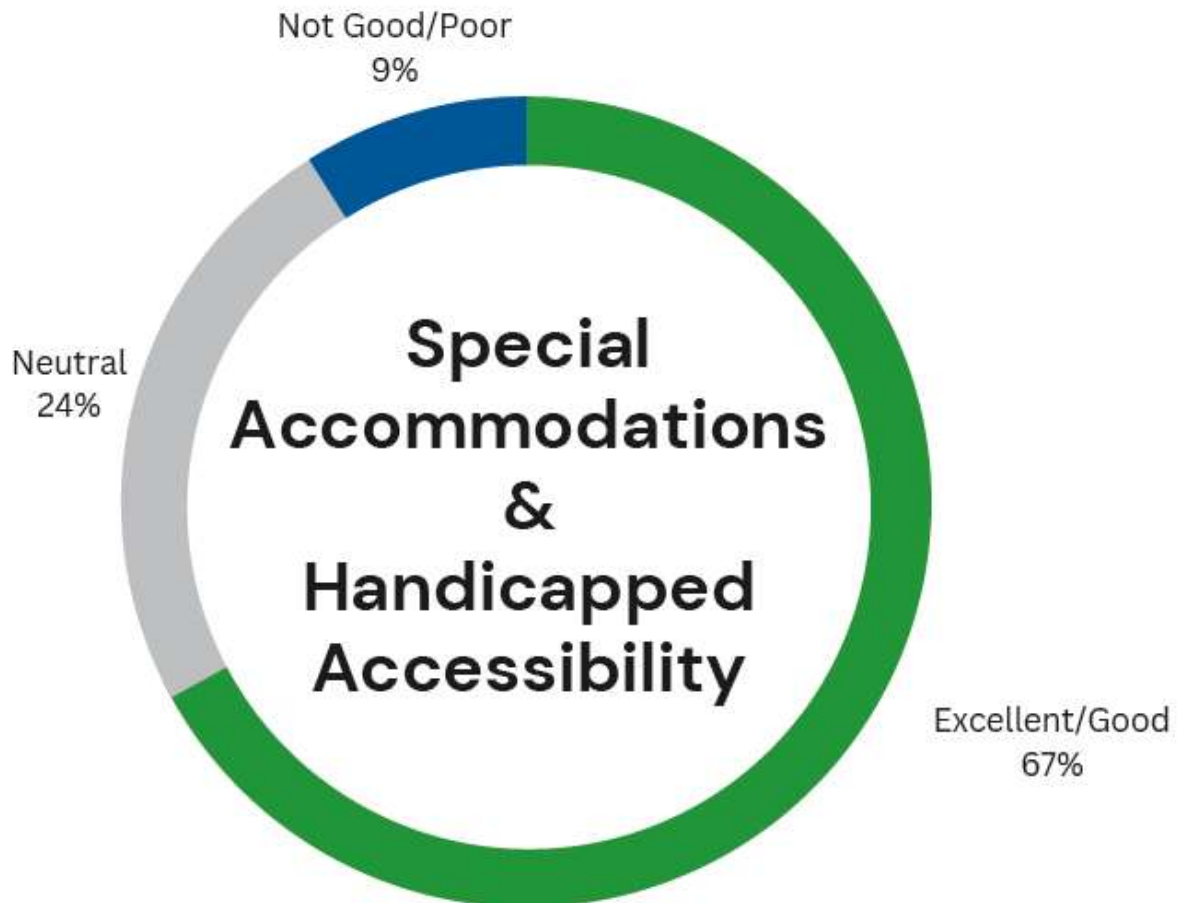 Not Good/Poor
9%
Neutral
24%
Special
Accommodations
&
Handicapped
Accessibility
Excellent/Good
67%